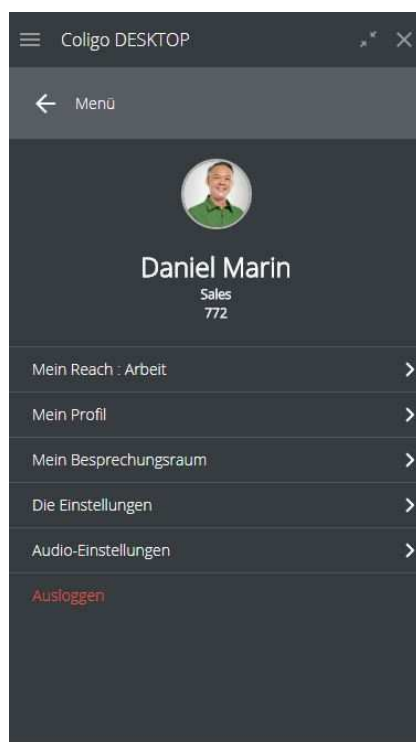 Coligo DESKTOP
Menü
Daniel Marin
Sales
772
Mein Reach : Arbeit
Mein Profil
Mein Besprechungsraum
Die Einstellungen
Audio-Einstellungen
Ausloggen